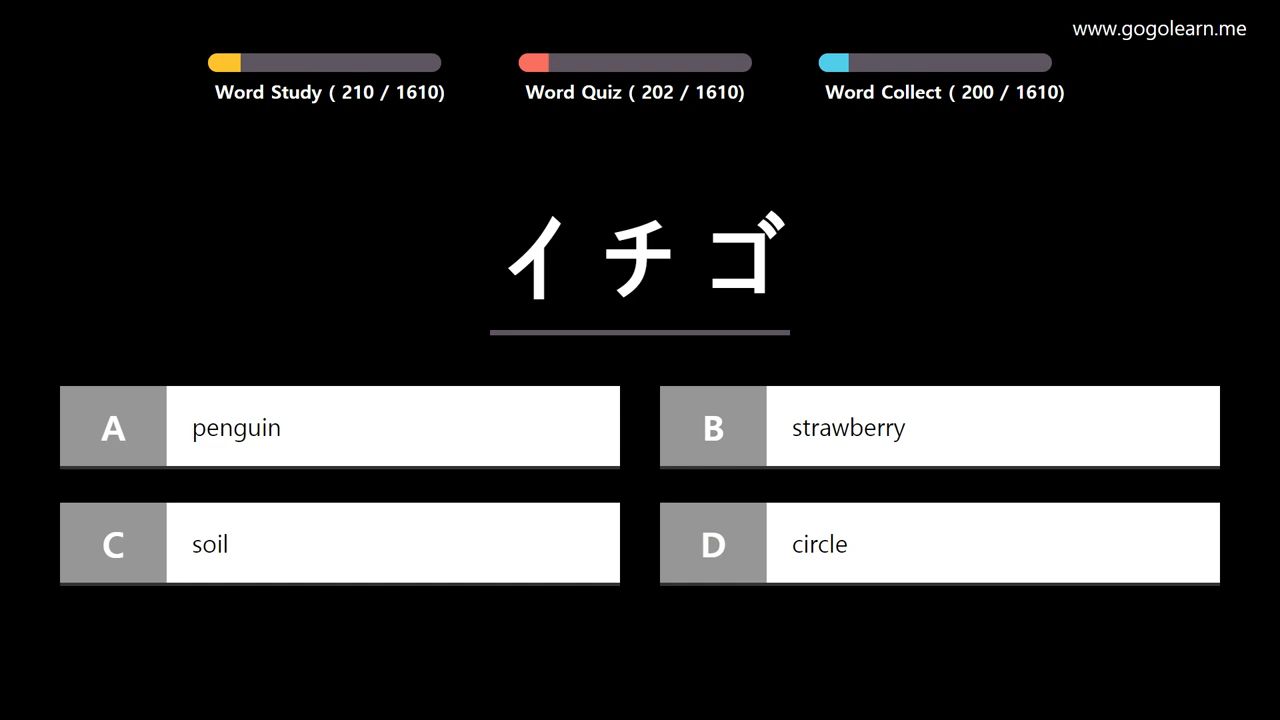 www.gogolearn.me
Word Study ( 210 / 1610)
Word Quiz ( 202 / 1610)
Word Collect ( 200 / 1610)
イチゴ
A penguin
B strawberry
C soil
D circle